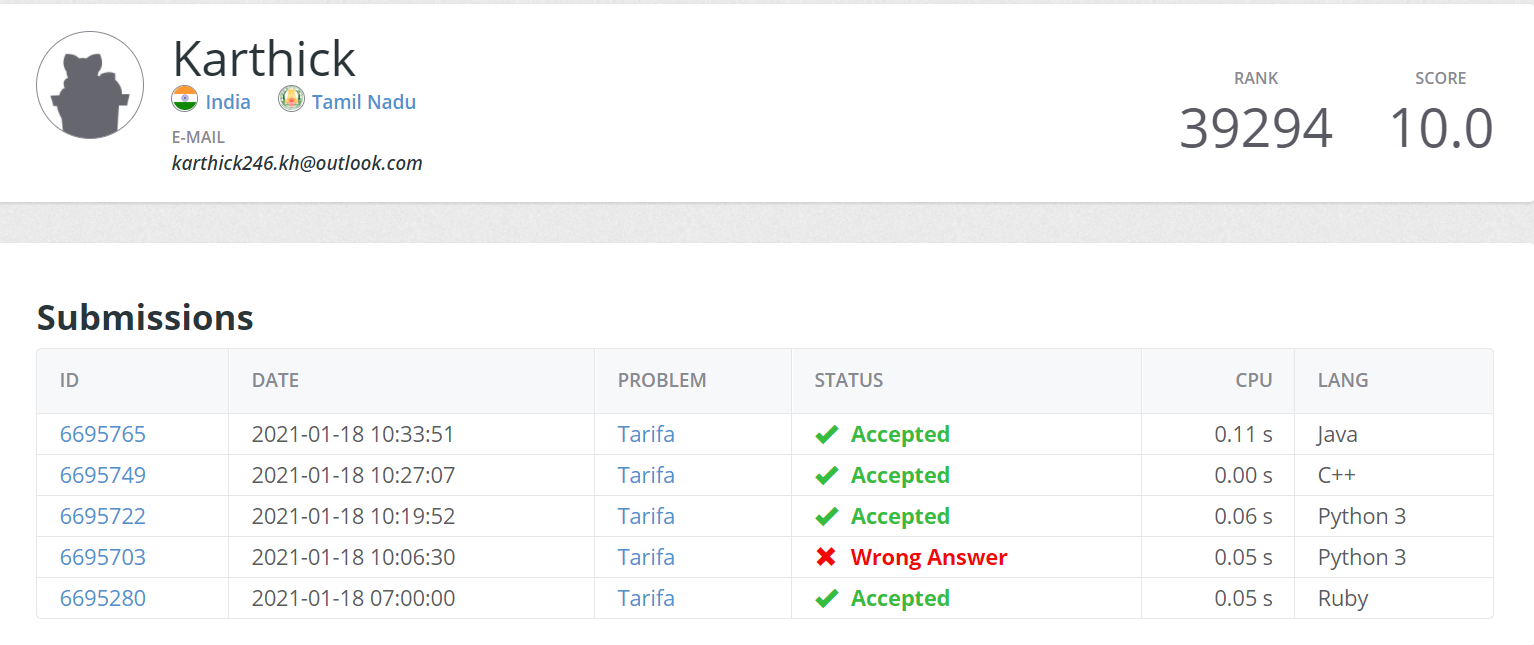 Karthick
India Tamil Nadu
E-MAIL
karthick246.kh@outlook.com
RANK SCORE
39294 10.0
Submissions
ID DATE PROBLEM STATUS CPU LANG
6695765 2021-01-18 10:33:51 Tarifa Accepted 0.11 s Java
6695749 2021-01-18 10:27:07 Tarifa Accepted 0.00 s C++
6695722 2021-01-18 10:19:52 Tarifa Accepted 0.06 s Python 3
6695703 2021-01-18 10:06:30 Tarifa Wrong Answer 0.05 s Python 3
6695280 2021-01-18 07:00:00 Tarifa Accepted 0.05 s Ruby